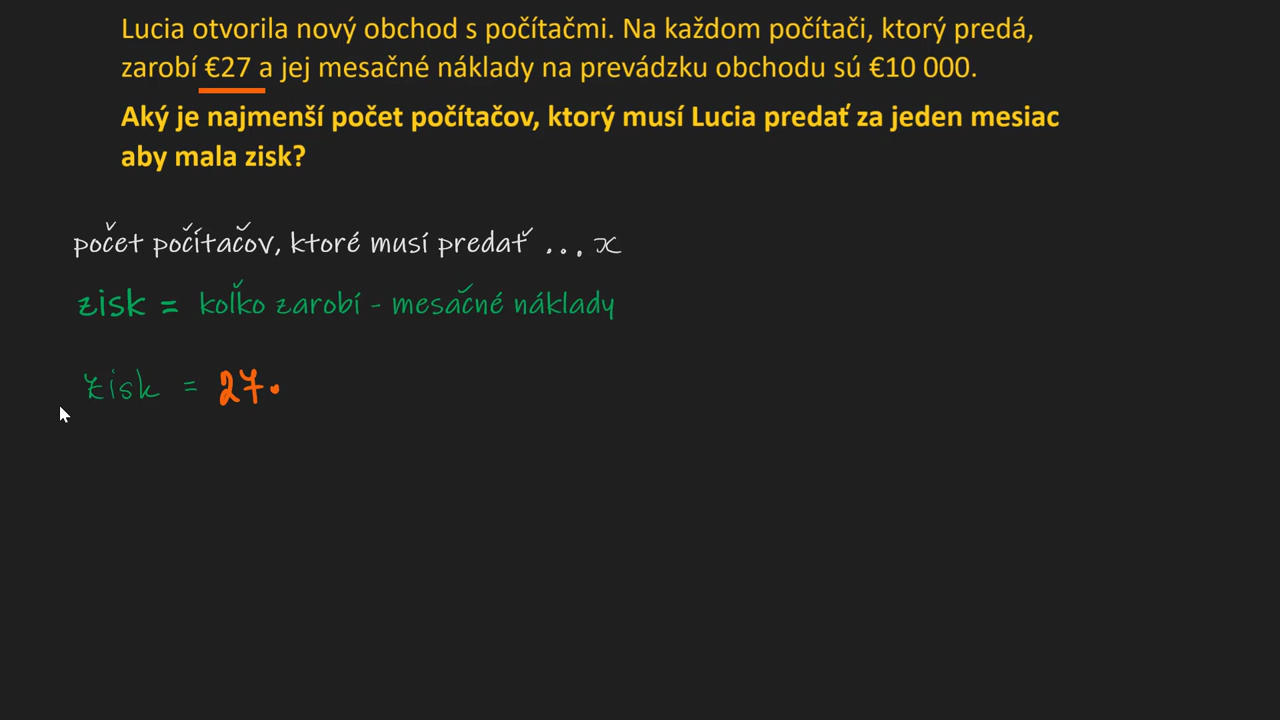 Lucia otvorila nový obchod s počítačmi. Na každom počítači, ktorý predá,
zarobí €27 a jej mesačné náklady na prevádzku obchodu sú €10 000.
Aký je najmenší počet počítačov, ktorý musí Lucia predať za jeden mesiac
aby mala zisk?
počet počítačov, ktoré musí predať ... x
zisk = koľko zarobí - mesačné náklady
zisk = 27.